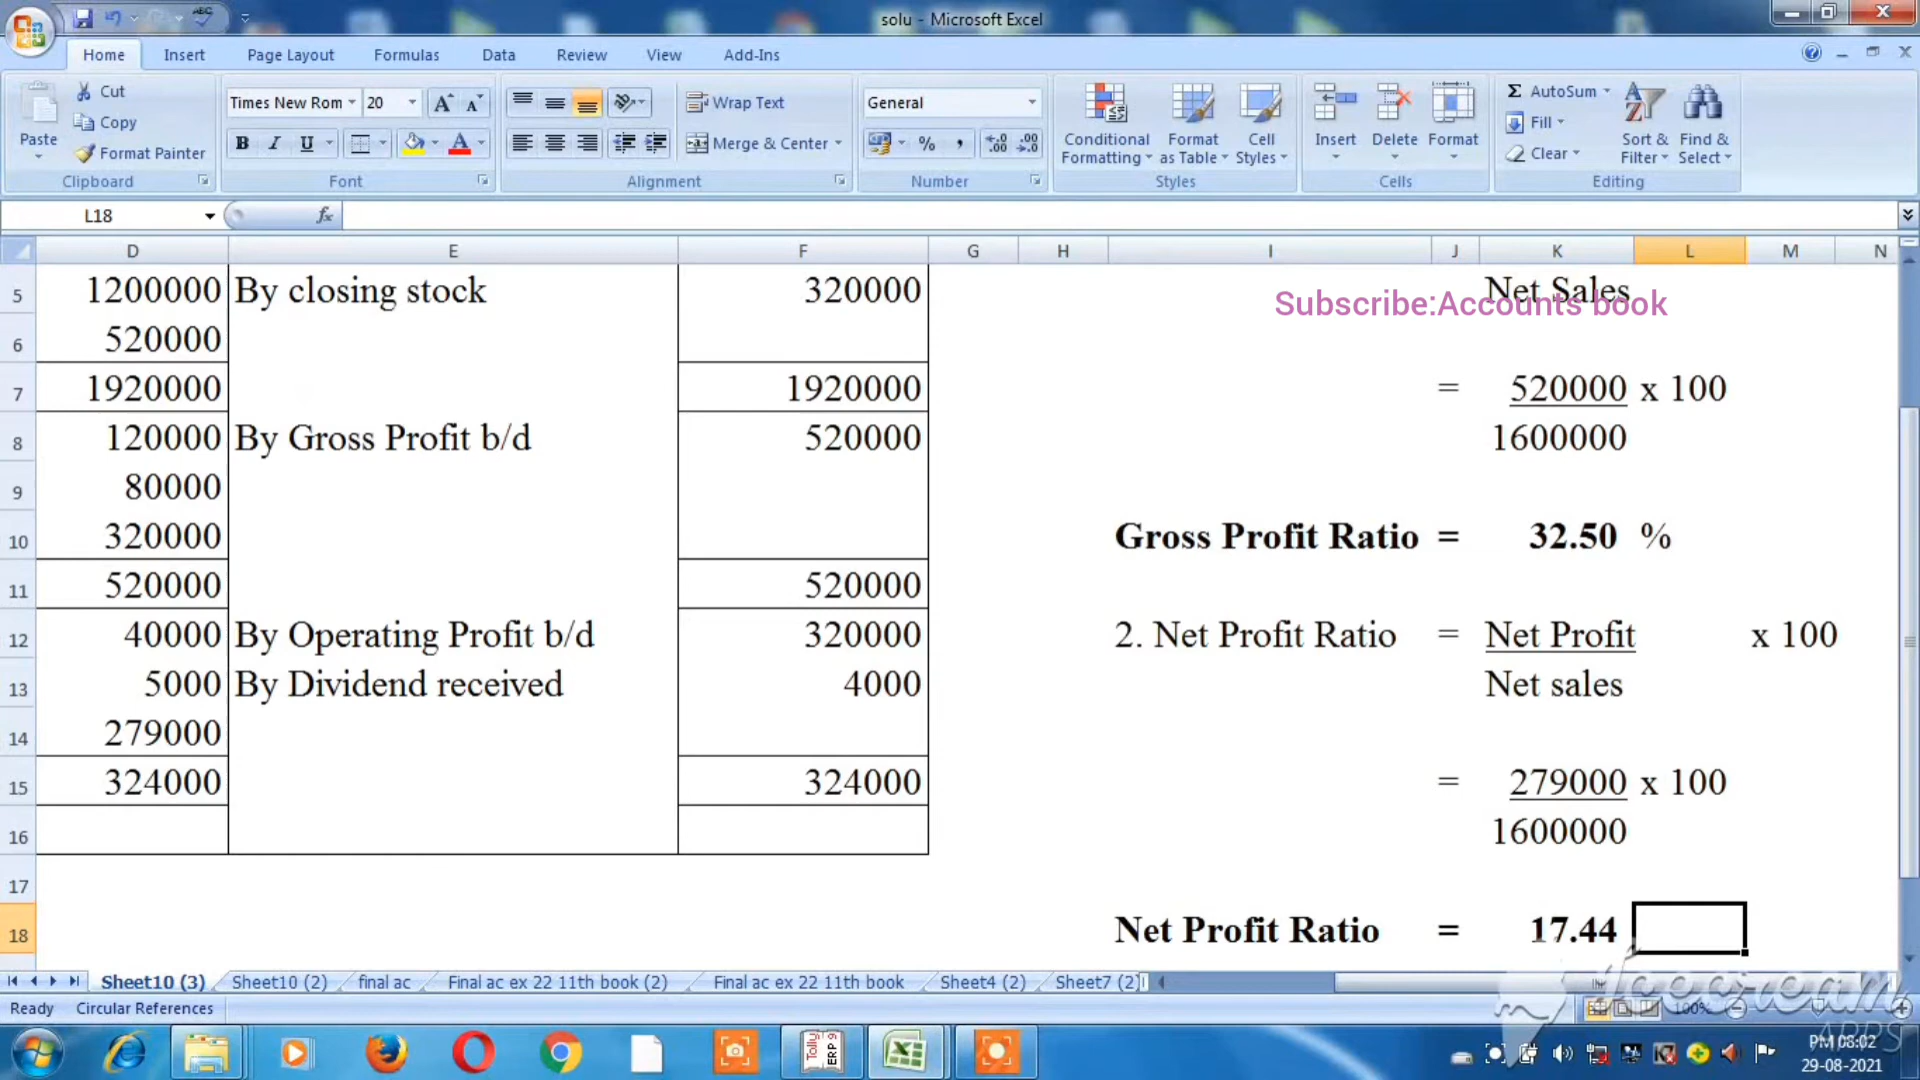 solu - Microsoft Excel
Home Insert Page Layout Formulas Data Review View Add-Ins
Paste Cut Copy Format Painter
Times New Rom 20
Wrap Text
Merge & Center
General
Conditional Formatting Format as Table Cell Styles
Insert Delete Format
AutoSum Fill Clear
Sort & Filter Find & Select
Clipboard Font Alignment Number Styles Cells Editing
L18 fx
D E F G H I J K L M N
5 1200000 By closing stock 320000 Net Sales
Subscribe:Accounts book
6 520000
7 1920000 1920000 = 520000 x 100
8 120000 By Gross Profit b/d 520000 1600000
9 80000
10 320000 Gross Profit Ratio = 32.50 %
11 520000 520000
12 40000 By Operating Profit b/d 320000 2. Net Profit Ratio = Net Profit x 100
13 5000 By Dividend received 4000 Net sales
14 279000
15 324000 324000 = 279000 x 100
16 1600000
17
18 Net Profit Ratio = 17.44
Sheet10 (3) Sheet10 (2) final ac Final ac ex 22 11th book (2) Final ac ex 22 11th book Sheet4 (2) Sheet7 (2)
Ready Circular References 100%
Icecream
APPS
Tally ERP 9
PM 08:02
29-08-2021